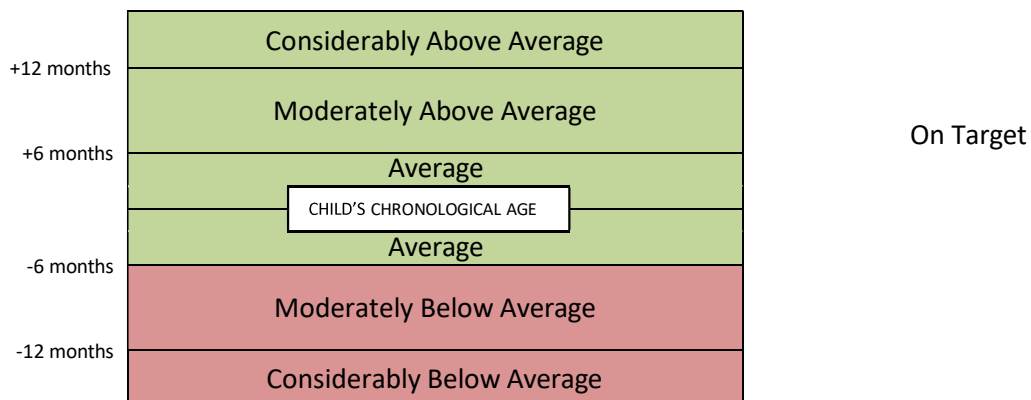 Considerably Above Average
+12 months
Moderately Above Average
On Target
+6 months
Average
CHILD'S CHRONOLOGICAL AGE
Average
-6 months
Moderately Below Average
-12 months
Considerably Below Average